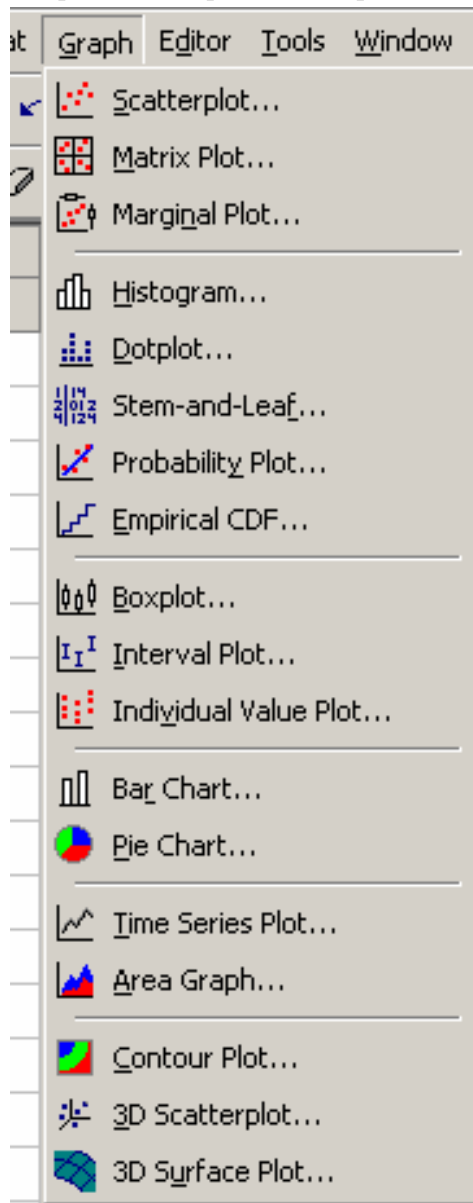 at Graph Editor Tools Window
Scatterplot...
Matrix Plot...
Marginal Plot...
Histogram...
Dotplot...
Stem-and-Leaf...
Probability Plot...
Empirical CDF...
Boxplot...
Interval Plot...
Individual Value Plot...
Bar Chart...
Pie Chart...
Time Series Plot...
Area Graph...
Contour Plot...
3D Scatterplot...
3D Surface Plot...